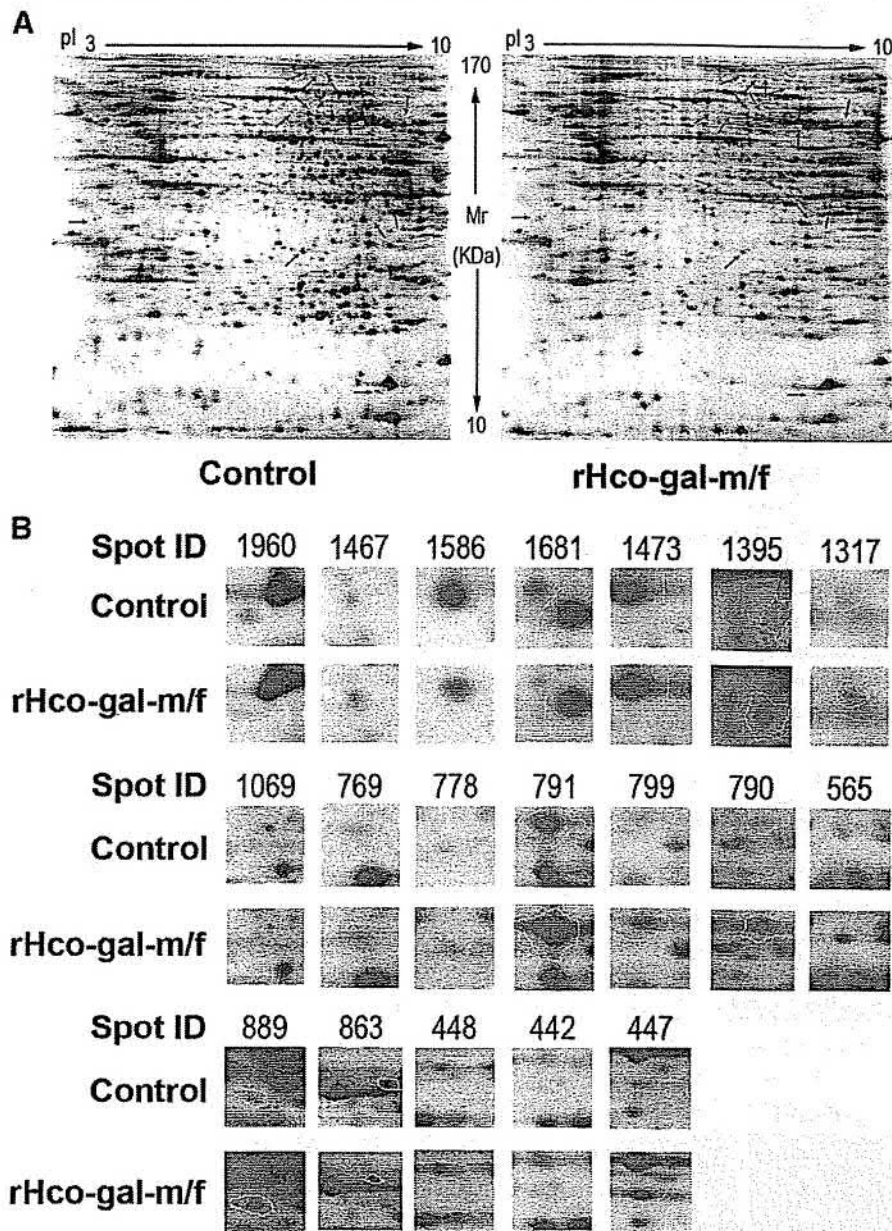 A
pI 3 10
170
pI 3 10
Mr
(KDa)
10
Control rHco-gal-m/f
B
Spot ID 1960 1467 1586 1681 1473 1395 1317
Control
rHco-gal-m/f
Spot ID 1069 769 778 791 799 790 565
Control
rHco-gal-m/f
Spot ID 889 863 448 442 447
Control
rHco-gal-m/f